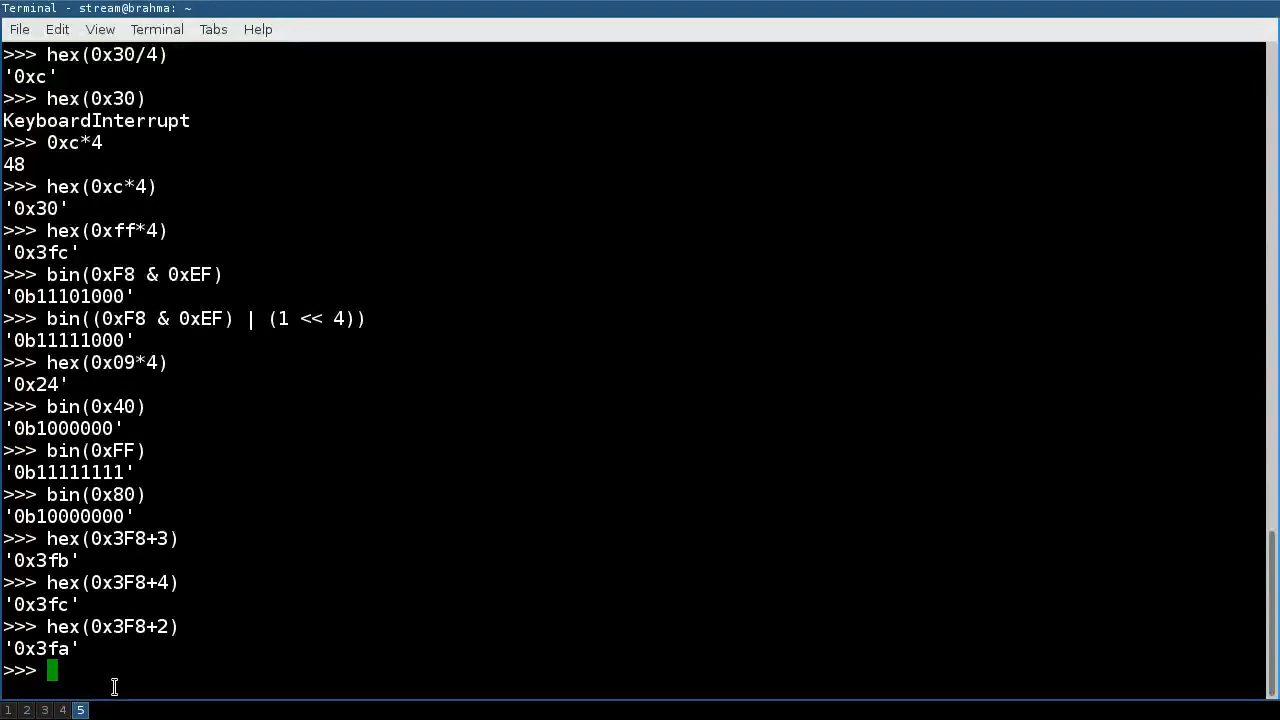 Terminal - stream@brahma: ~
File Edit View Terminal Tabs Help
>>> hex(0x30/4)
'0xc'
>>> hex(0x30)
KeyboardInterrupt
>>> 0xc*4
48
>>> hex(0xc*4)
'0x30'
>>> hex(0xff*4)
'0x3fc'
>>> bin(0xF8 & 0xEF)
'0b11101000'
>>> bin((0xF8 & 0xEF) | (1 << 4))
'0b11111000'
>>> hex(0x09*4)
'0x24'
>>> bin(0x40)
'0b1000000'
>>> bin(0xFF)
'0b11111111'
>>> bin(0x80)
'0b10000000'
>>> hex(0x3F8+3)
'0x3fb'
>>> hex(0x3F8+4)
'0x3fc'
>>> hex(0x3F8+2)
'0x3fa'
>>>
1 2 3 4 5